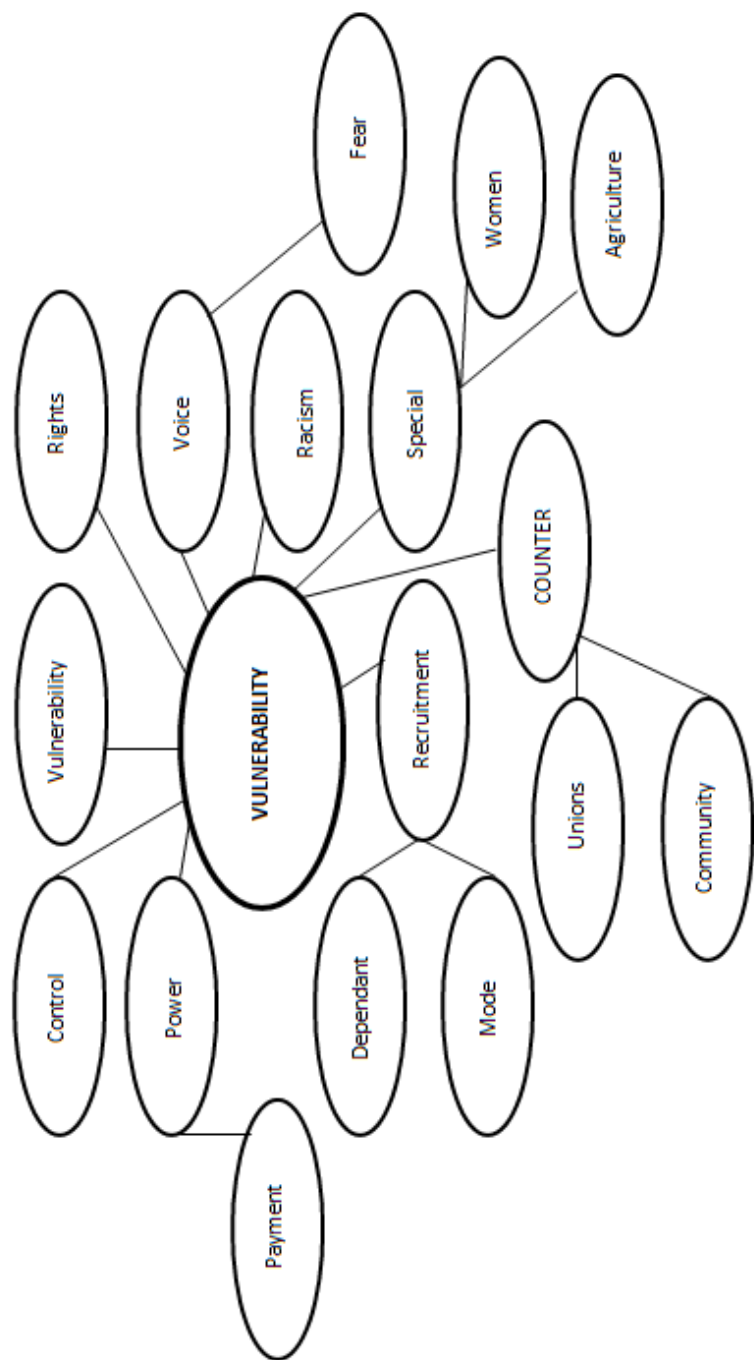 Control
Vulnerability
Rights
Power
Voice
VULNERABILITY
Payment
Racism
Fear
Dependant
Recruitment
Special
Mode
Women
COUNTER
Unions
Agriculture
Community